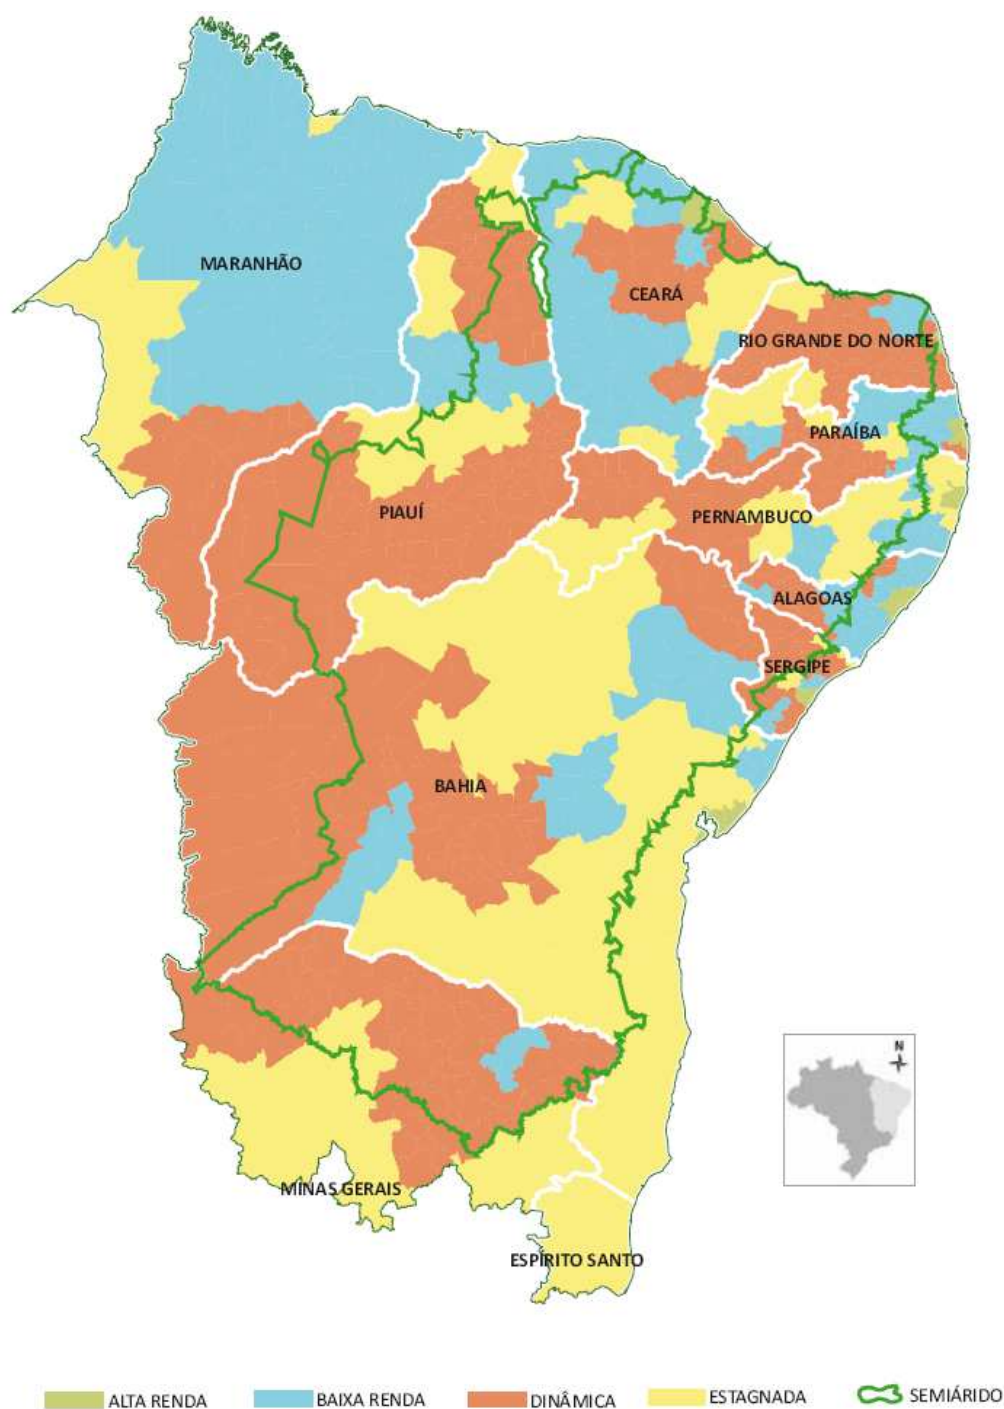 MARANHÃO
CEARÁ
RIO GRANDE DO NORTE
PARAÍBA
PIAUÍ
PERNAMBUCO
ALAGOAS
SERGIPE
BAHIA
N
MINAS GERAIS
ESPÍRITO SANTO
ALTA RENDA
BAIXA RENDA
DINÂMICA
ESTAGNADA
SEMIÁRIDO